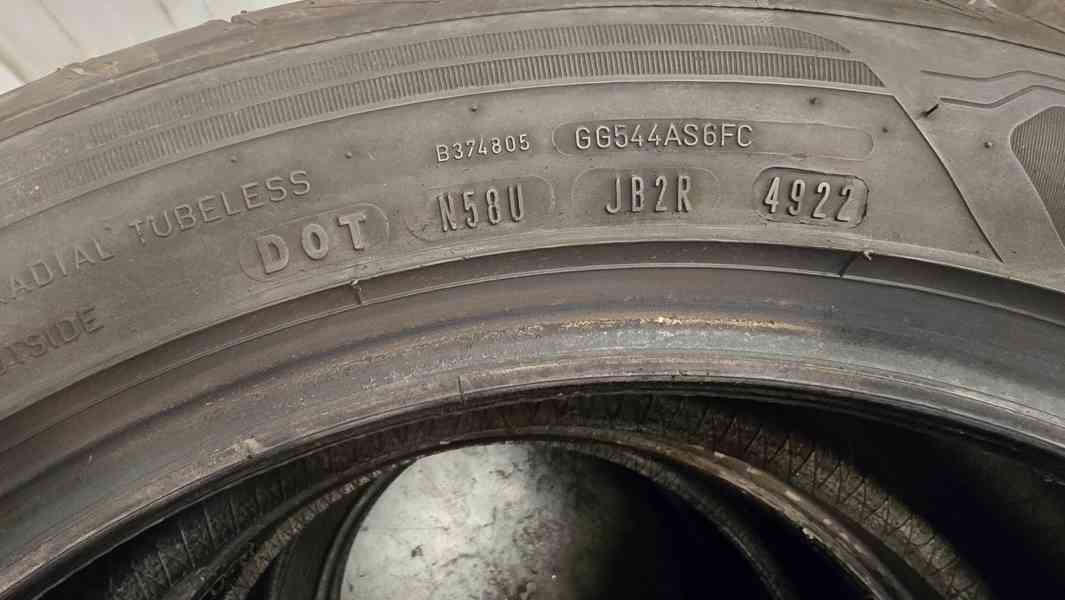 RADIAL TUBELESS
B374805 GG544AS6FC
DOT N58U JB2R 4922
OUTSIDE